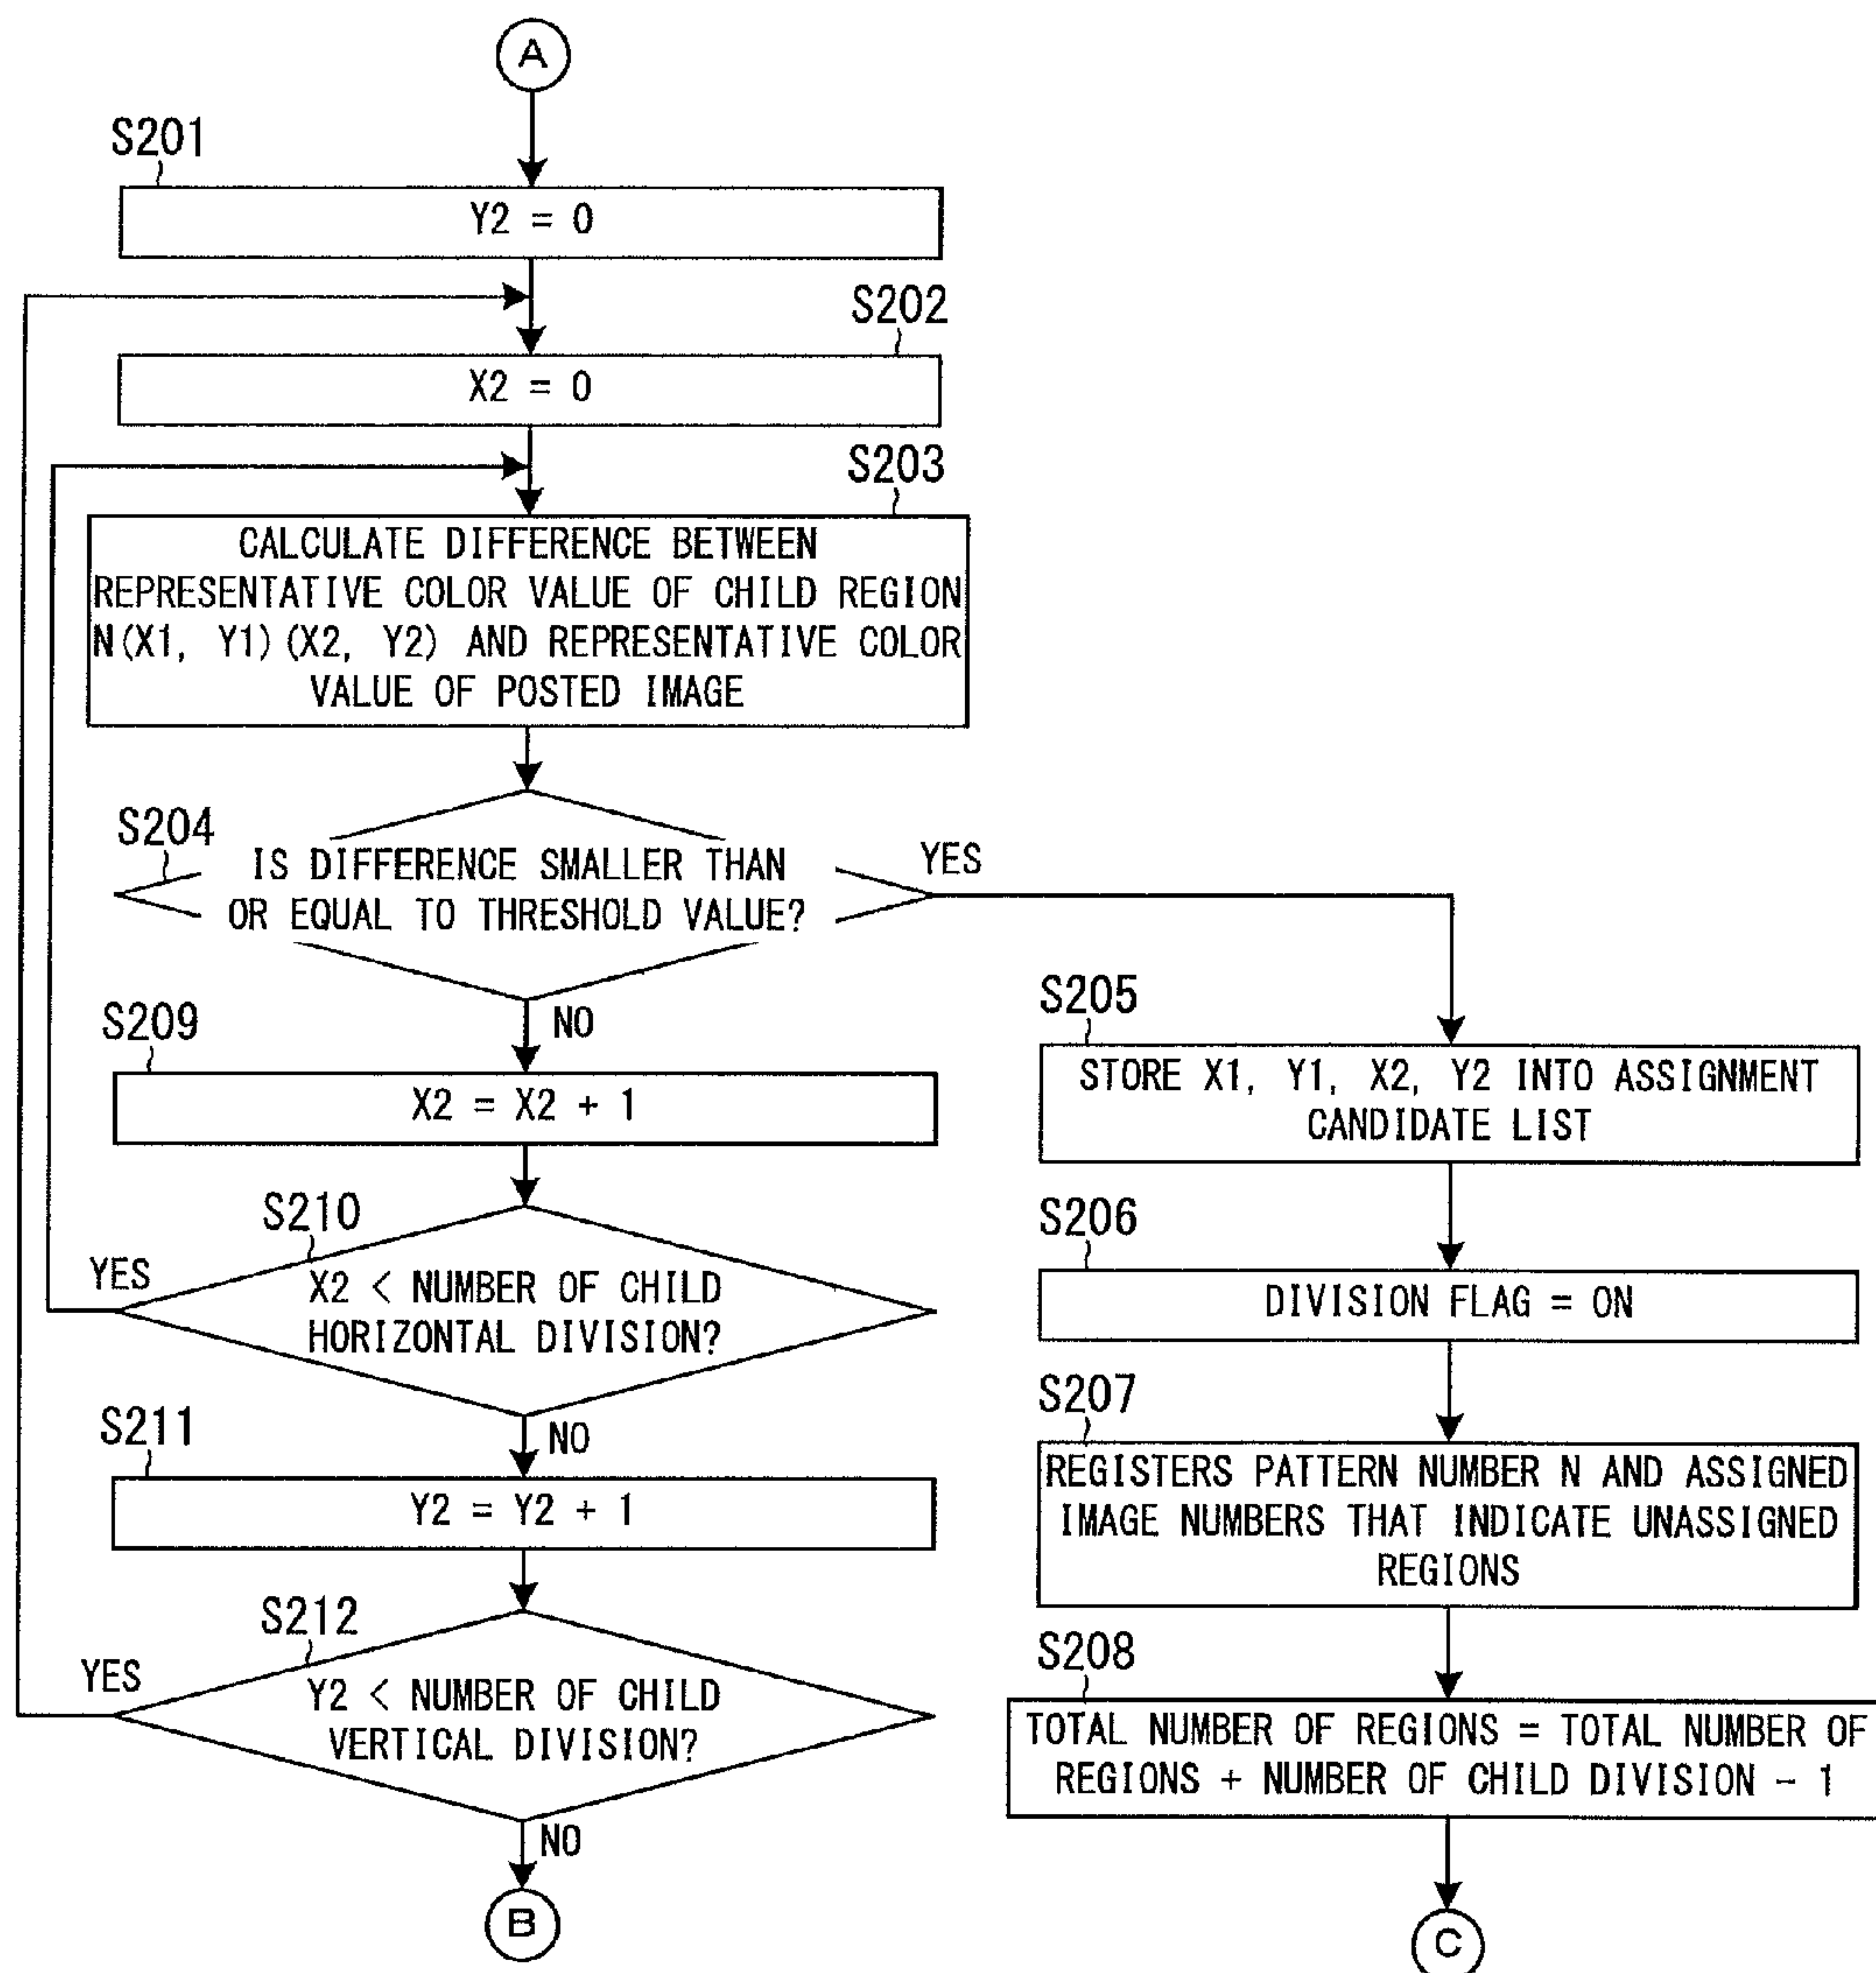 A
S201
Y2 = 0
S202
X2 = 0
S203
CALCULATE DIFFERENCE BETWEEN
REPRESENTATIVE COLOR VALUE OF CHILD REGION
N(X1, Y1)(X2, Y2) AND REPRESENTATIVE COLOR
VALUE OF POSTED IMAGE
S204
IS DIFFERENCE SMALLER THAN
OR EQUAL TO THRESHOLD VALUE?
YES
NO
S209
X2 = X2 + 1
S210
YES
X2 < NUMBER OF CHILD
HORIZONTAL DIVISION?
NO
S211
Y2 = Y2 + 1
S212
YES
Y2 < NUMBER OF CHILD
VERTICAL DIVISION?
NO
B
S205
STORE X1, Y1, X2, Y2 INTO ASSIGNMENT
CANDIDATE LIST
S206
DIVISION FLAG = ON
S207
REGISTERS PATTERN NUMBER N AND ASSIGNED
IMAGE NUMBERS THAT INDICATE UNASSIGNED
REGIONS
S208
TOTAL NUMBER OF REGIONS = TOTAL NUMBER OF
REGIONS + NUMBER OF CHILD DIVISION - 1
C